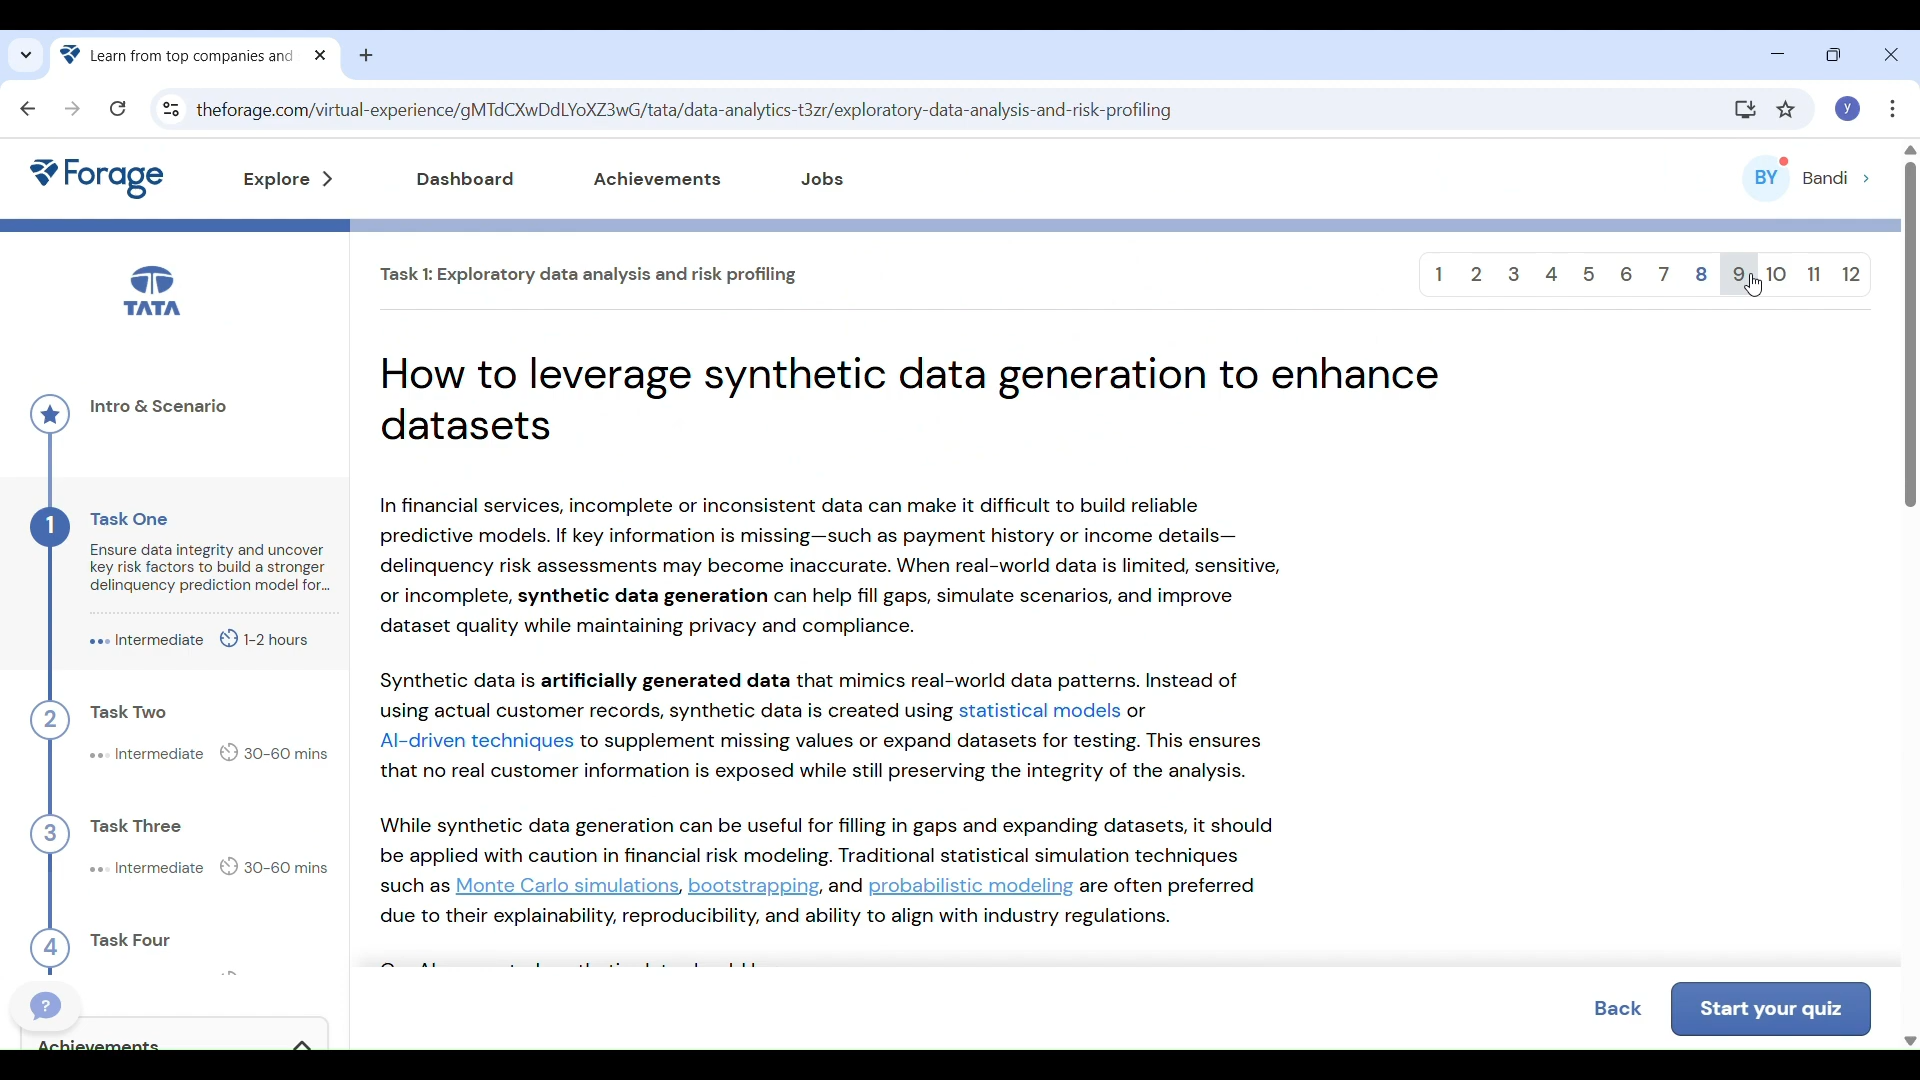 Learn from top companies and
theforage.com/virtual-experience/gMTdCXwDdLYoXZ3wG/tata/data-analytics-t3zr/exploratory-data-analysis-and-risk-profiling
y
Forage
Explore
Dashboard
Achievements
Jobs
BY
Bandi
TATA
Intro & Scenario
1
Task One
Ensure data integrity and uncover
key risk factors to build a stronger
delinquency prediction model for...
Intermediate 1-2 hours
2
Task Two
Intermediate 30-60 mins
3
Task Three
Intermediate 30-60 mins
4
Task Four
?
Achievements
Task 1: Exploratory data analysis and risk profiling
1 2 3 4 5 6 7 8 9 10 11 12
How to leverage synthetic data generation to enhance
datasets
In financial services, incomplete or inconsistent data can make it difficult to build reliable
predictive models. If key information is missing—such as payment history or income details—
delinquency risk assessments may become inaccurate. When real-world data is limited, sensitive,
or incomplete, synthetic data generation can help fill gaps, simulate scenarios, and improve
dataset quality while maintaining privacy and compliance.
Synthetic data is artificially generated data that mimics real-world data patterns. Instead of
using actual customer records, synthetic data is created using statistical models or
AI-driven techniques to supplement missing values or expand datasets for testing. This ensures
that no real customer information is exposed while still preserving the integrity of the analysis.
While synthetic data generation can be useful for filling in gaps and expanding datasets, it should
be applied with caution in financial risk modeling. Traditional statistical simulation techniques
such as Monte Carlo simulations, bootstrapping, and probabilistic modeling are often preferred
due to their explainability, reproducibility, and ability to align with industry regulations.
Back
Start your quiz